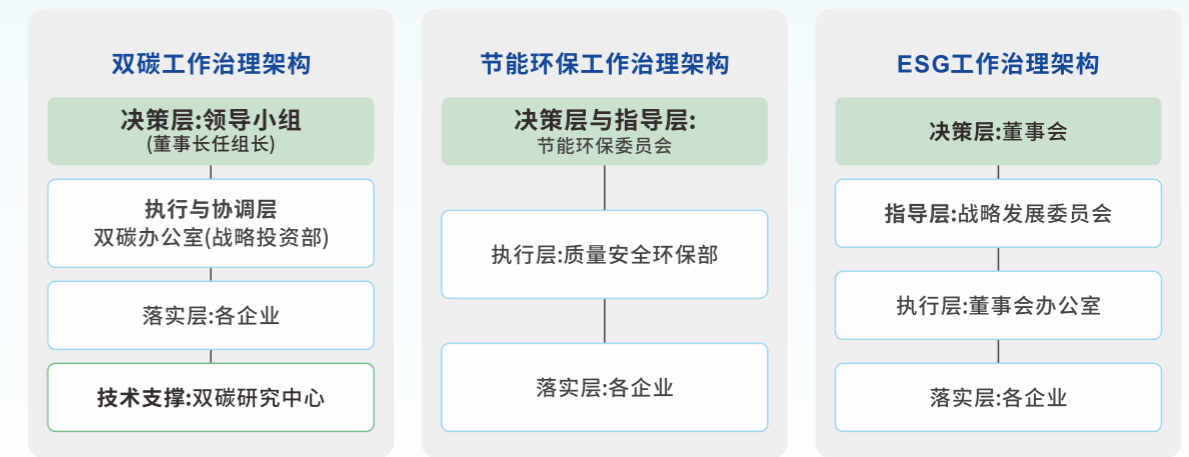 双碳工作治理架构
决策层:领导小组
(董事长任组长)
执行与协调层
双碳办公室(战略投资部)
落实层:各企业
技术支撑:双碳研究中心
节能环保工作治理架构
决策层与指导层:
节能环保委员会
执行层:质量安全环保部
落实层:各企业
ESG工作治理架构
决策层:董事会
指导层:战略发展委员会
执行层:董事会办公室
落实层:各企业